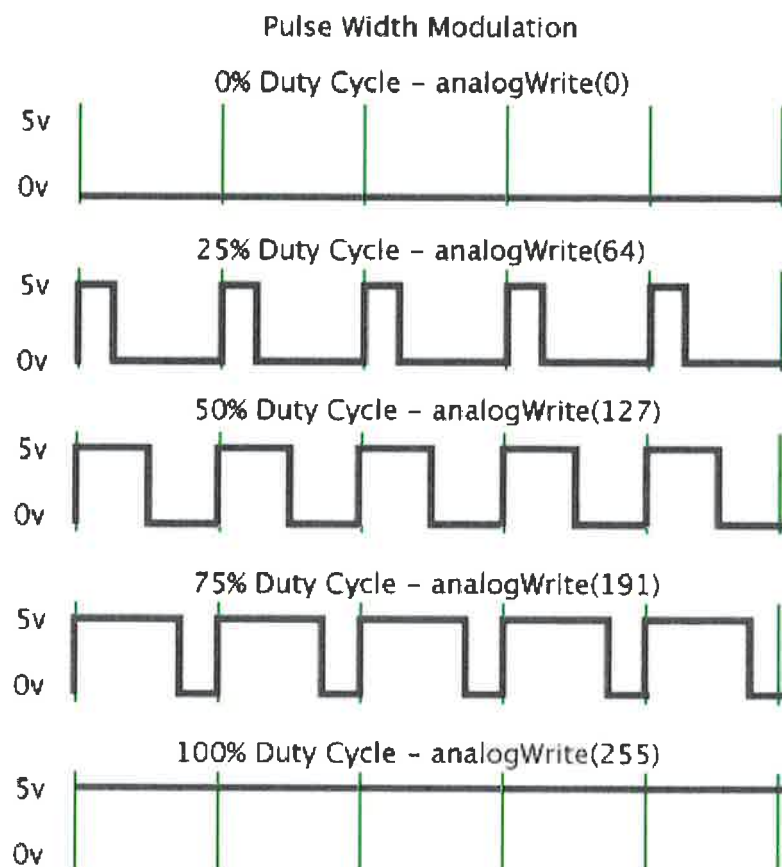 Pulse Width Modulation
0% Duty Cycle – analogWrite(0)
5v
0v
25% Duty Cycle – analogWrite(64)
5v
0v
50% Duty Cycle – analogWrite(127)
5v
0v
75% Duty Cycle – analogWrite(191)
5v
0v
100% Duty Cycle – analogWrite(255)
5v
0v